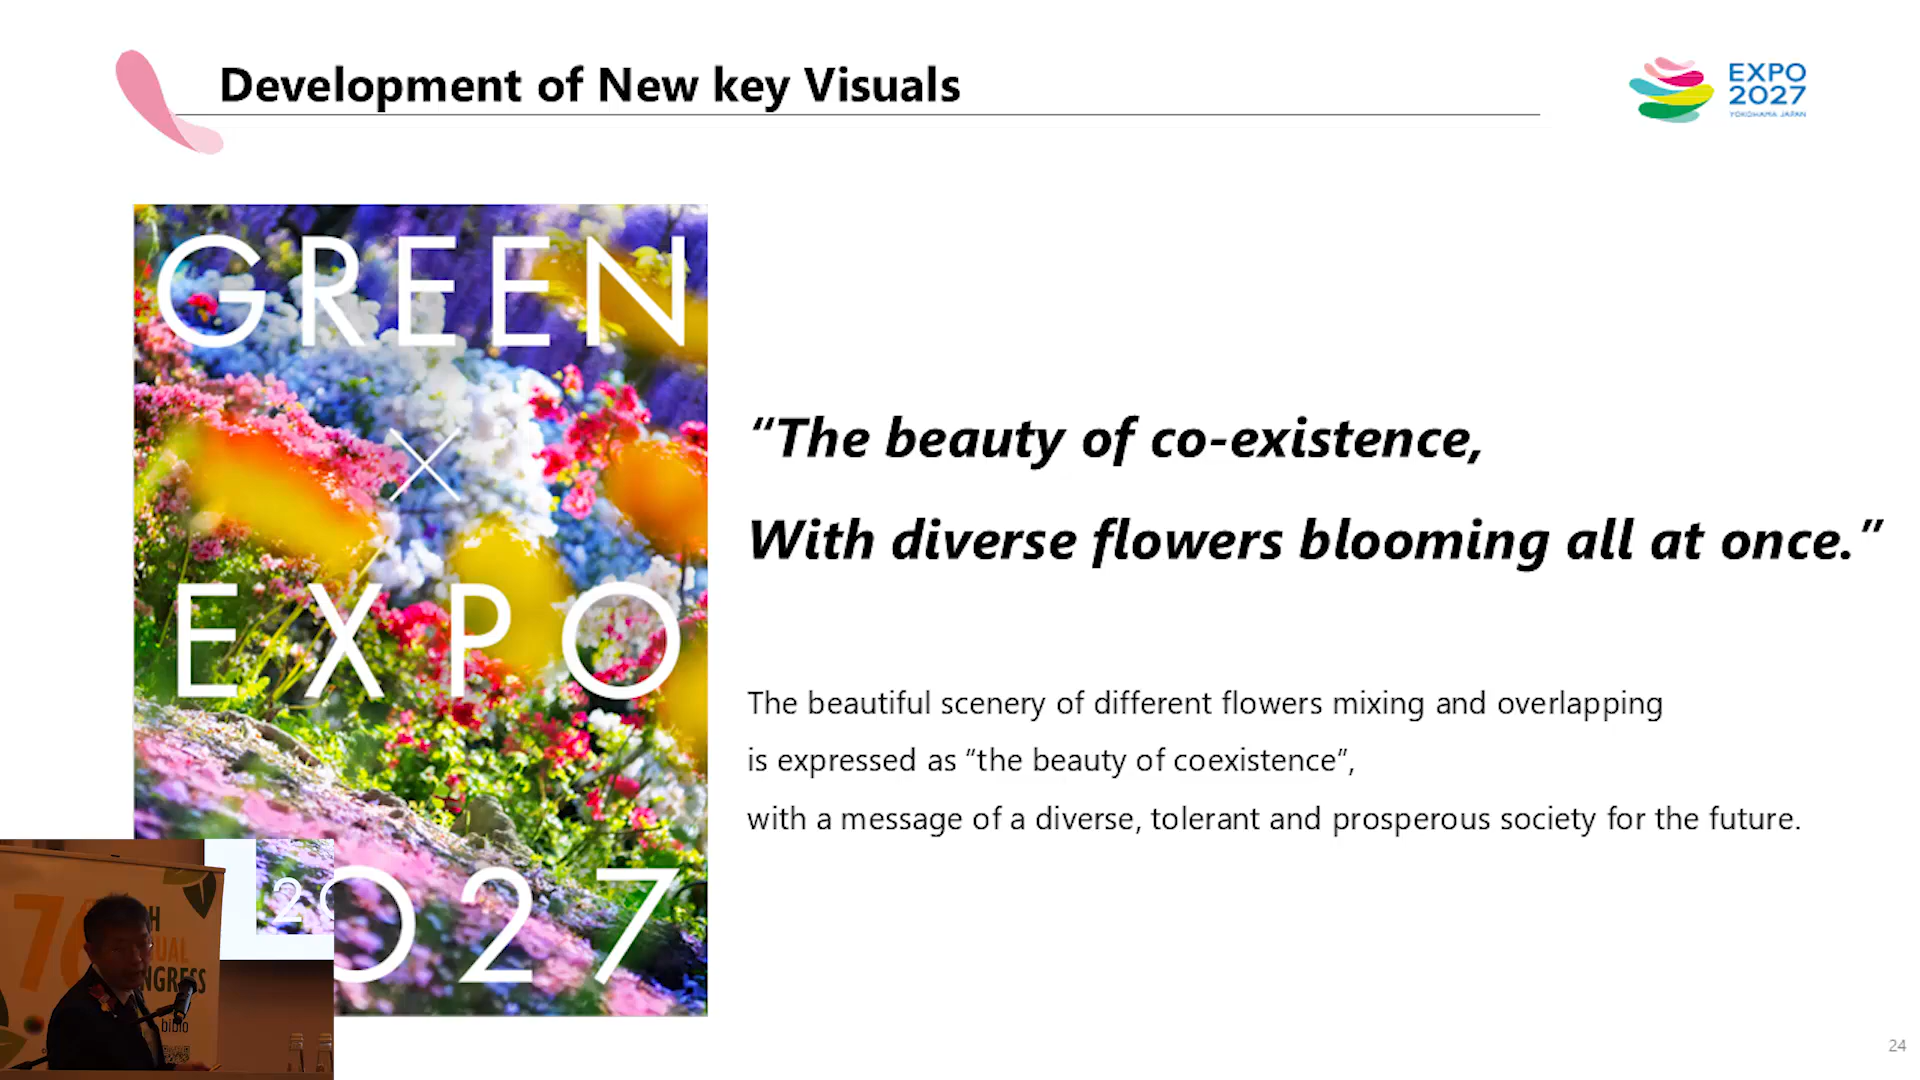 Development of New key Visuals
EXPO
2027
YOKOHAMA JAPAN
GREEN
×
EXPO
2027
“The beauty of co-existence,
With diverse flowers blooming all at once.”
The beautiful scenery of different flowers mixing and overlapping
is expressed as “the beauty of coexistence”,
with a message of a diverse, tolerant and prosperous society for the future.
24
76